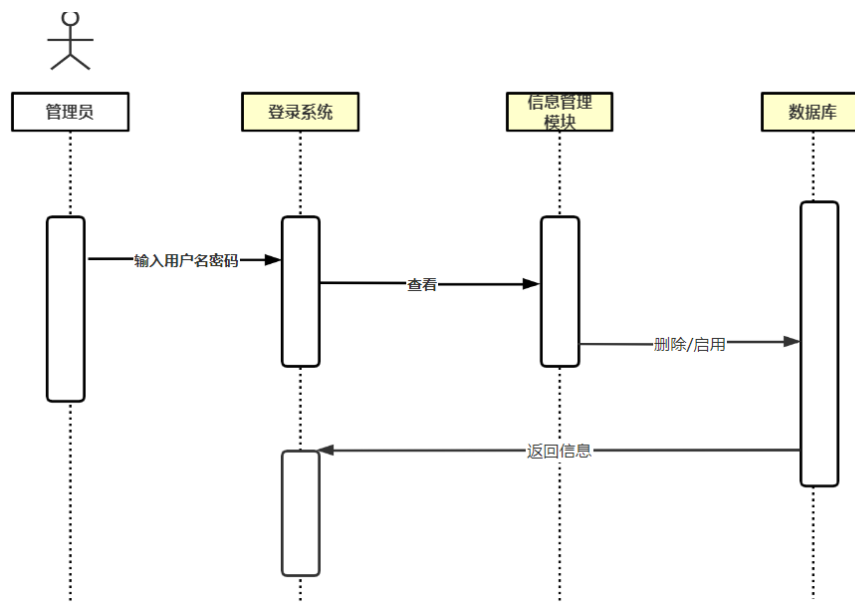 管理员
登录系统
信息管理
模块
数据库
输入用户名密码
查看
删除/启用
返回信息